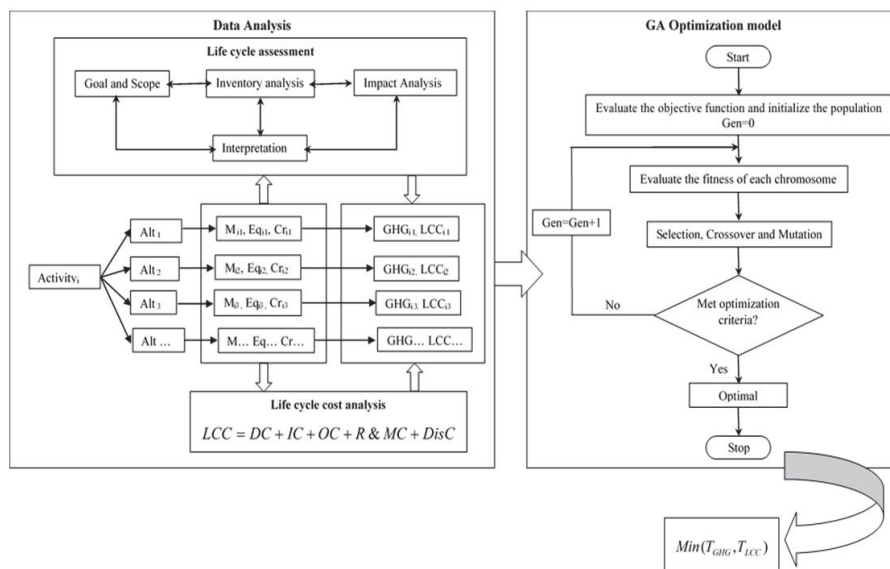 Data Analysis
Life cycle assessment
Goal and Scope
Inventory analysis
Impact Analysis
Interpretation
Activityᵢ
Alt ₁
M ᵢ₁, Eqᵢ₁, Crᵢ₁
GHGᵢ₁, LCCᵢ₁
Alt ₂
Mᵢ₂, Eqᵢ₂, Crᵢ₂
GHGᵢ₂, LCCᵢ₂
Alt ₃
Mᵢ₃, Eqᵢ₃, Crᵢ₃
GHGᵢ₃, LCCᵢ₃
Alt ...
M... Eq... Cr...
GHG... LCC...
Life cycle cost analysis
LCC = DC + IC + OC + R & MC + DisC
GA Optimization model
Start
Evaluate the objective function and initialize the population
Gen=0
Evaluate the fitness of each chromosome
Gen=Gen+1
Selection, Crossover and Mutation
No
Met optimization
criteria?
Yes
Optimal
Stop
Min(T_GHG, T_LCC)